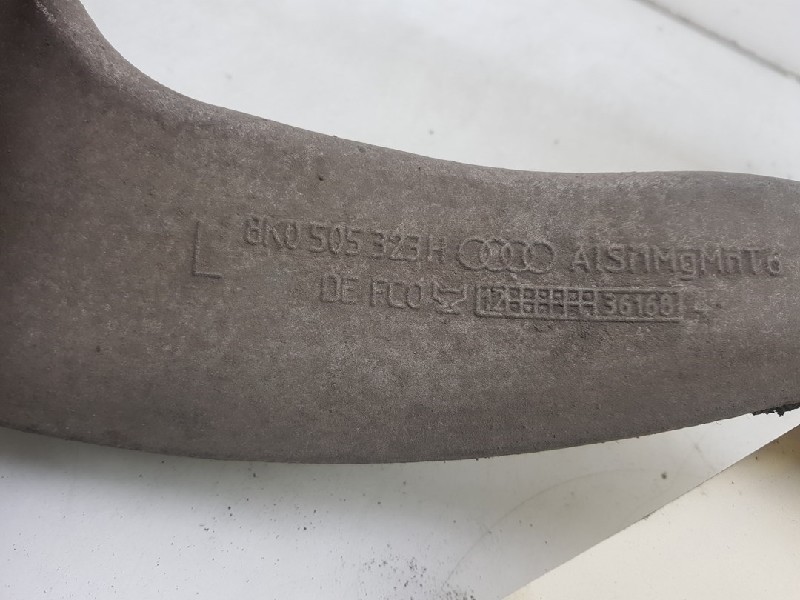 L 8K0 505 323 H AlSi1MgMnT6
DE FCO 12 36168